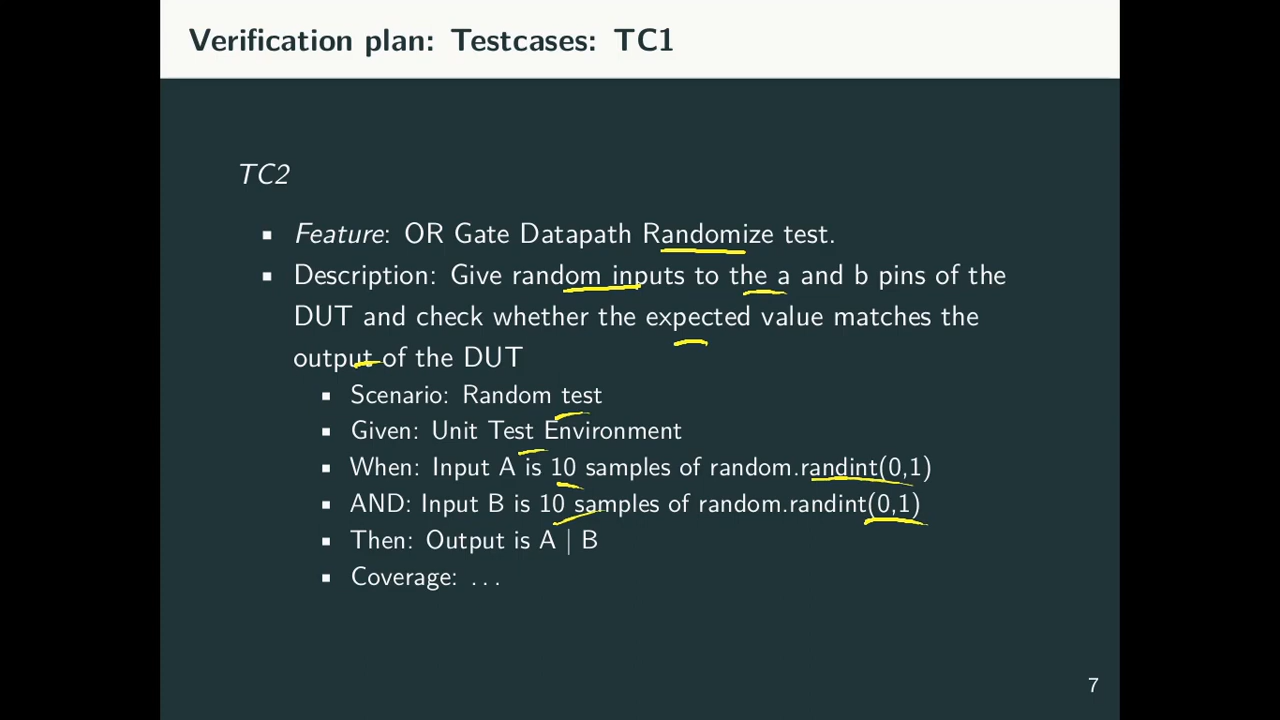 Verification plan: Testcases: TC1
TC2
▪ Feature: OR Gate Datapath Randomize test.
▪ Description: Give random inputs to the a and b pins of the
DUT and check whether the expected value matches the
output of the DUT
▪ Scenario: Random test
▪ Given: Unit Test Environment
▪ When: Input A is 10 samples of random.randint(0,1)
▪ AND: Input B is 10 samples of random.randint(0,1)
▪ Then: Output is A | B
▪ Coverage: ...
7